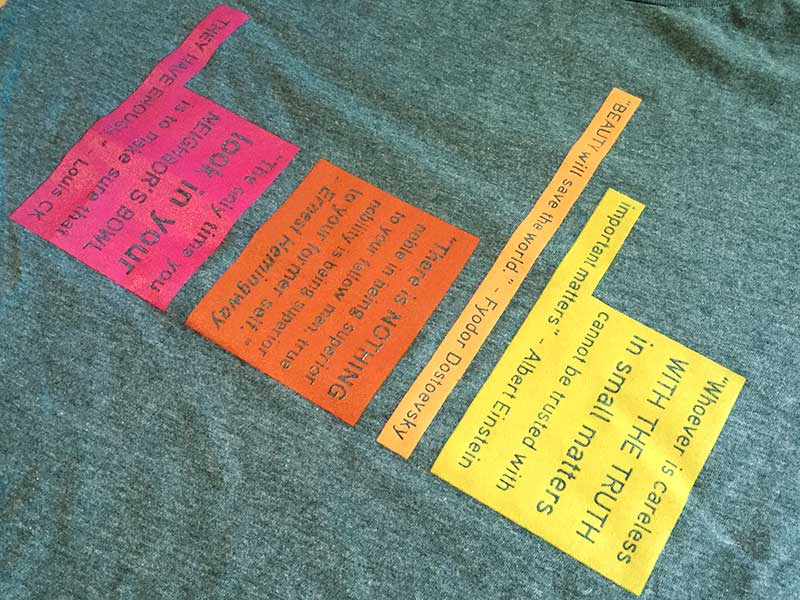 "Whoever is careless
WITH THE TRUTH
in small matters
cannot be trusted with
important matters" - Albert Einstein
"BEAUTY will save the world." - Fyodor Dostoevsky
"There is NOTHING
noble in being superior
to your fellow man, true
nobility is being superior
to your former self."
Ernest Hemingway
"The only time you
look in your
NEIGHBOR'S BOWL
is to make sure that
THEY HAVE ENOUGH." Louis CK